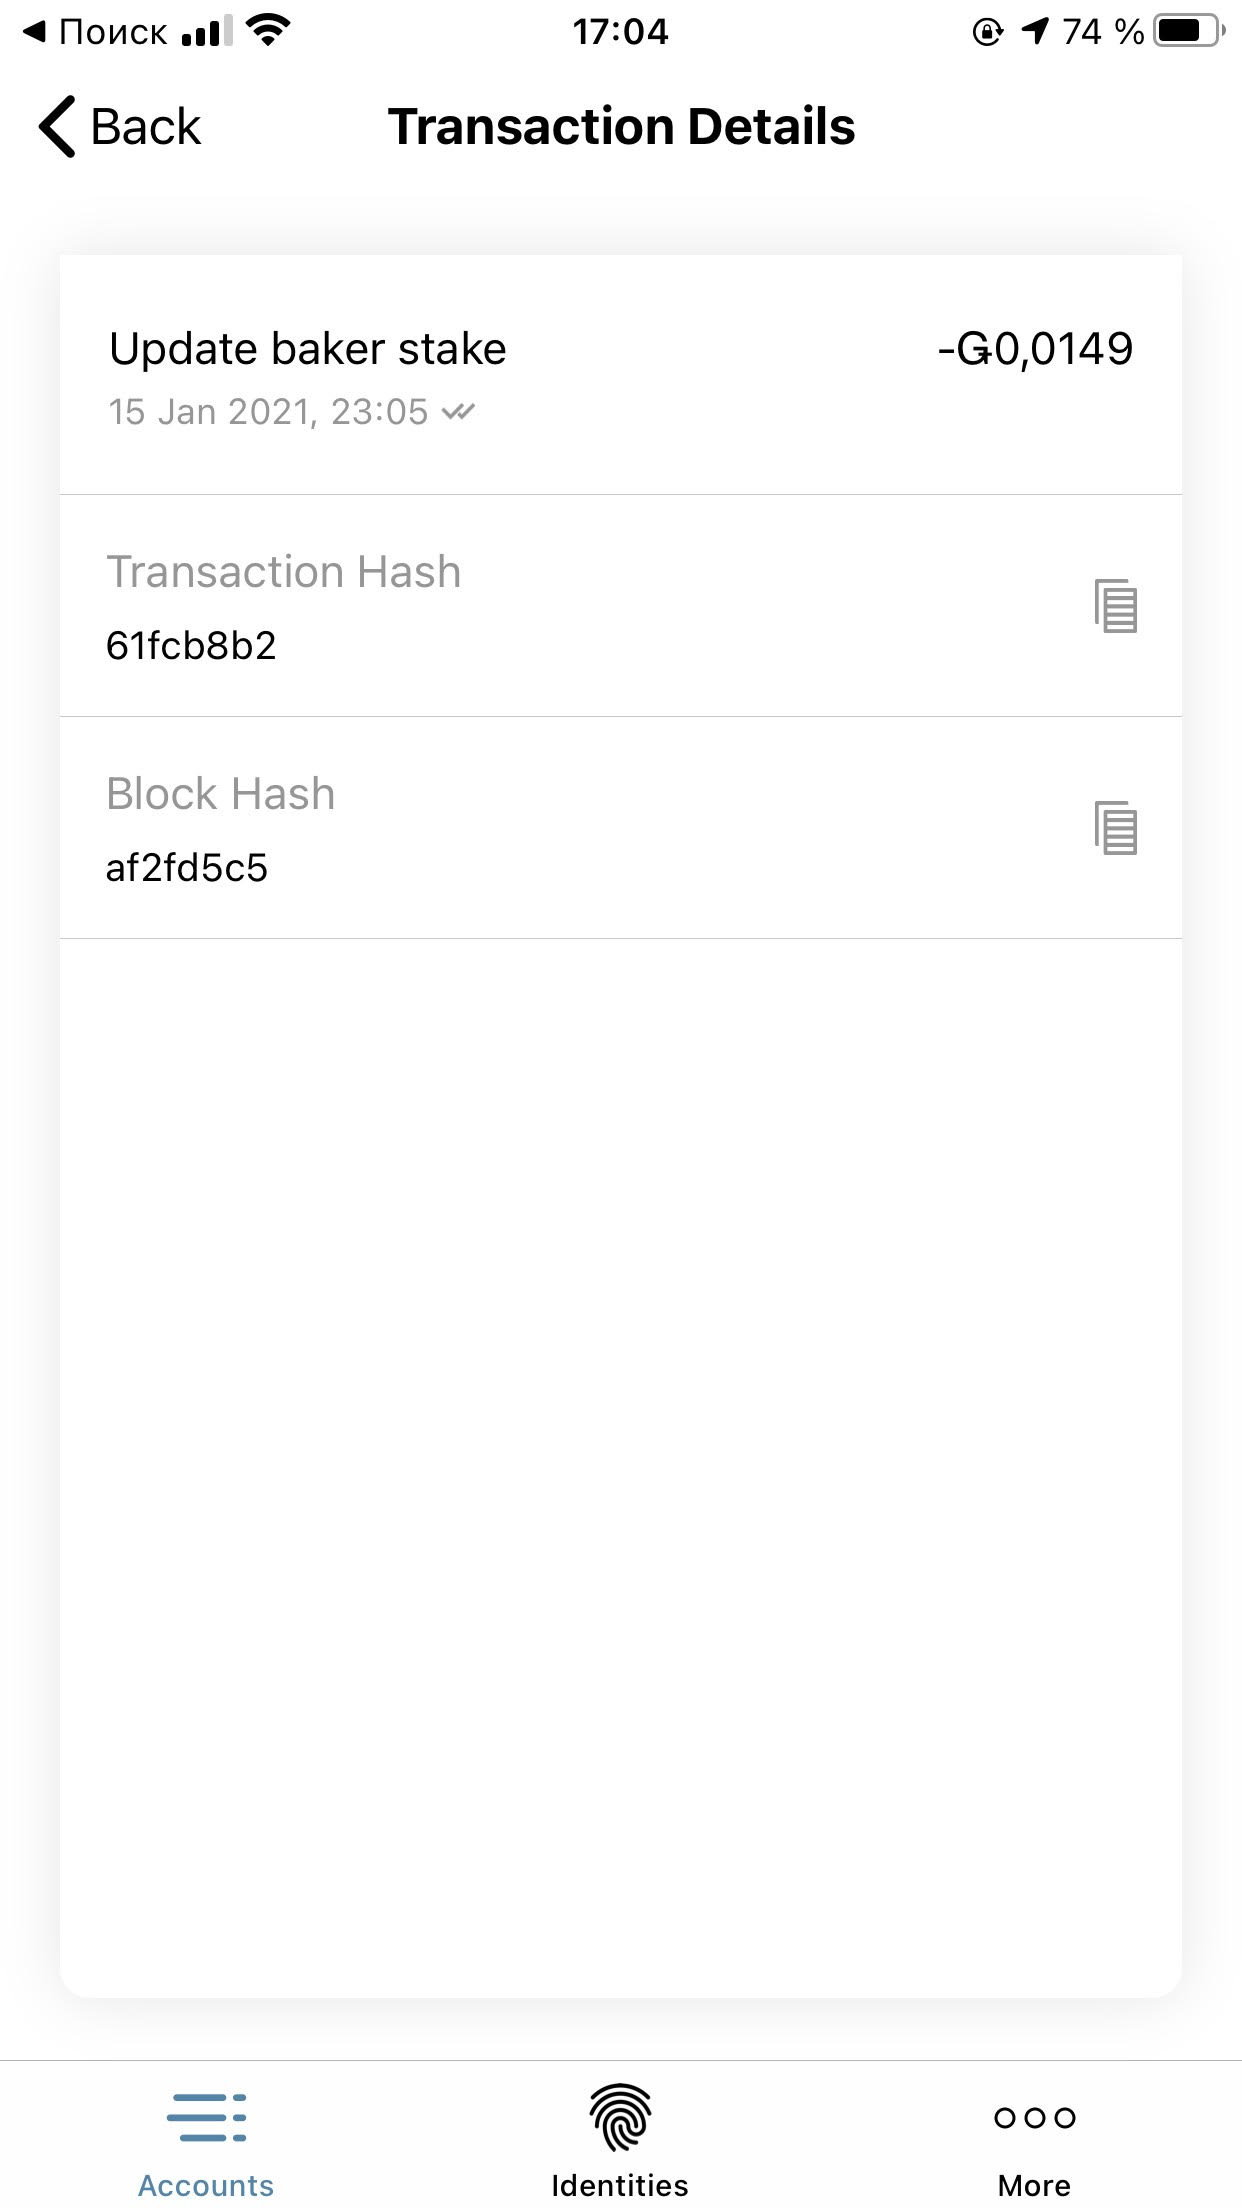 Поиск 17:04 74 %
Back Transaction Details
Update baker stake -Ǥ0,0149
15 Jan 2021, 23:05
Transaction Hash
61fcb8b2
Block Hash
af2fd5c5
Accounts Identities More